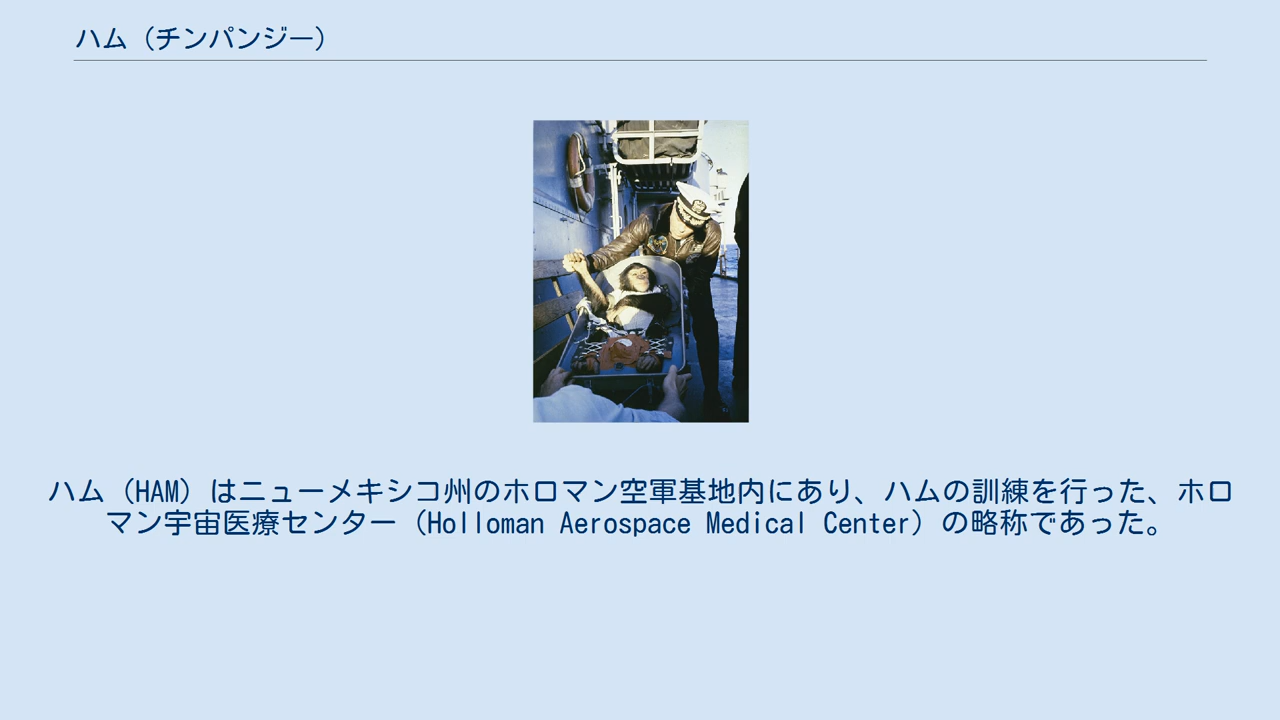 ハム（チンパンジー）
ハム（HAM）はニューメキシコ州のホロマン空軍基地内にあり、ハムの訓練を行った、ホロ
マン宇宙医療センター（Holloman Aerospace Medical Center）の略称であった。